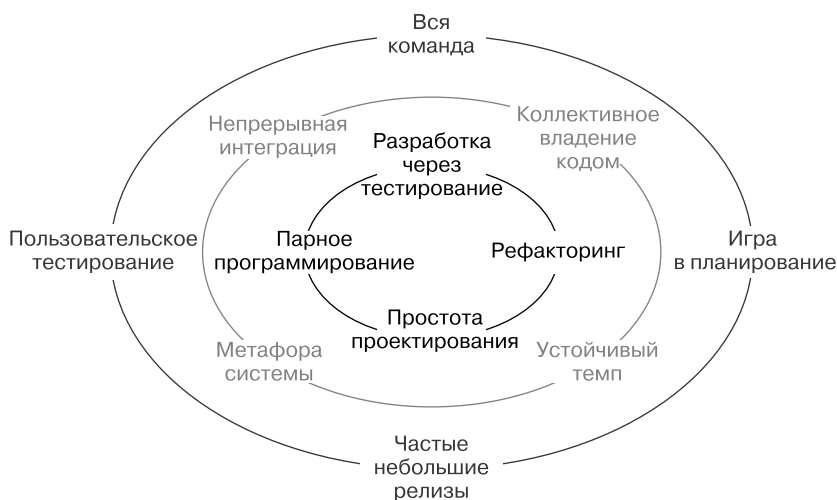 Вся
команда
Непрерывная
интеграция
Коллективное
владение
кодом
Разработка
через
тестирование
Пользовательское
тестирование
Парное
программирование
Рефакторинг
Игра
в планирование
Простота
проектирования
Метафора
системы
Устойчивый
темп
Частые
небольшие
релизы